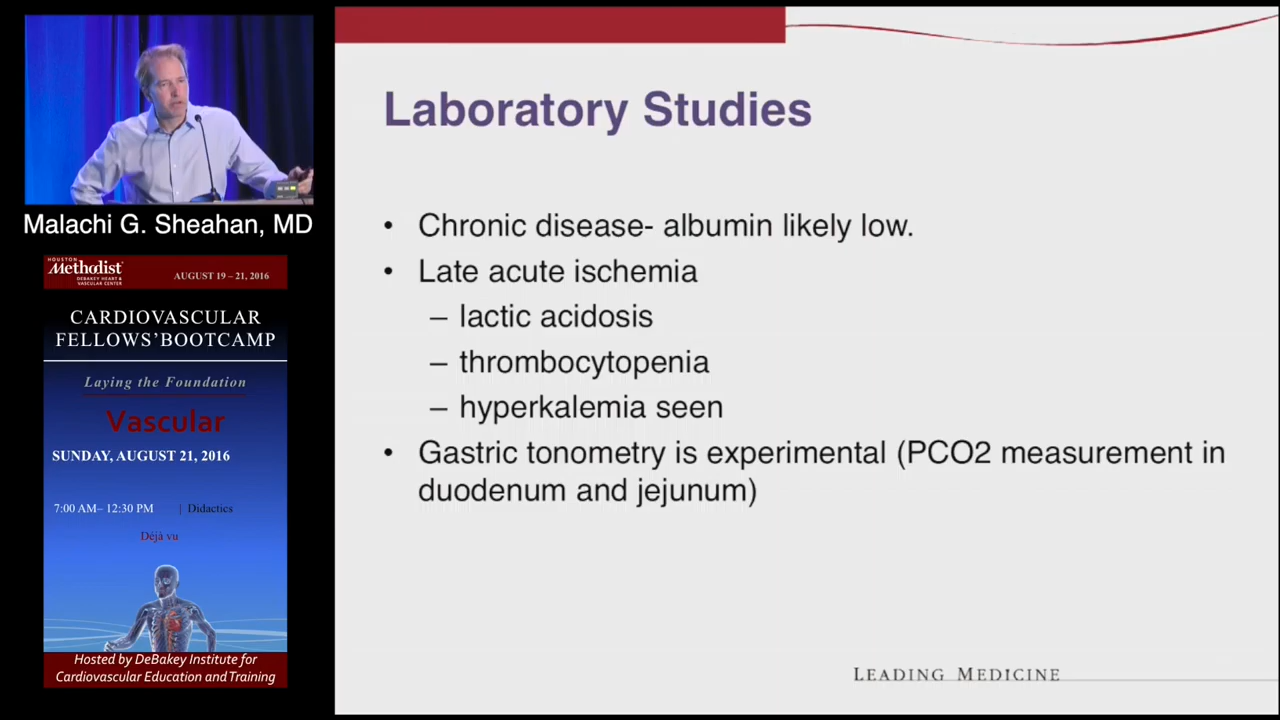 Malachi G. Sheahan, MD
HOUSTON
Methodist
DEBAKEY HEART &
VASCULAR CENTER
AUGUST 19 – 21, 2016
CARDIOVASCULAR
FELLOWS'BOOTCAMP
Laying the Foundation
Vascular
SUNDAY, AUGUST 21, 2016
7:00 AM– 12:30 PM | Didactics
Déjà vu
Hosted by DeBakey Institute for
Cardiovascular Education and Training
Laboratory Studies
• Chronic disease- albumin likely low.
• Late acute ischemia
– lactic acidosis
– thrombocytopenia
– hyperkalemia seen
• Gastric tonometry is experimental (PCO2 measurement in
duodenum and jejunum)
LEADING MEDICINE